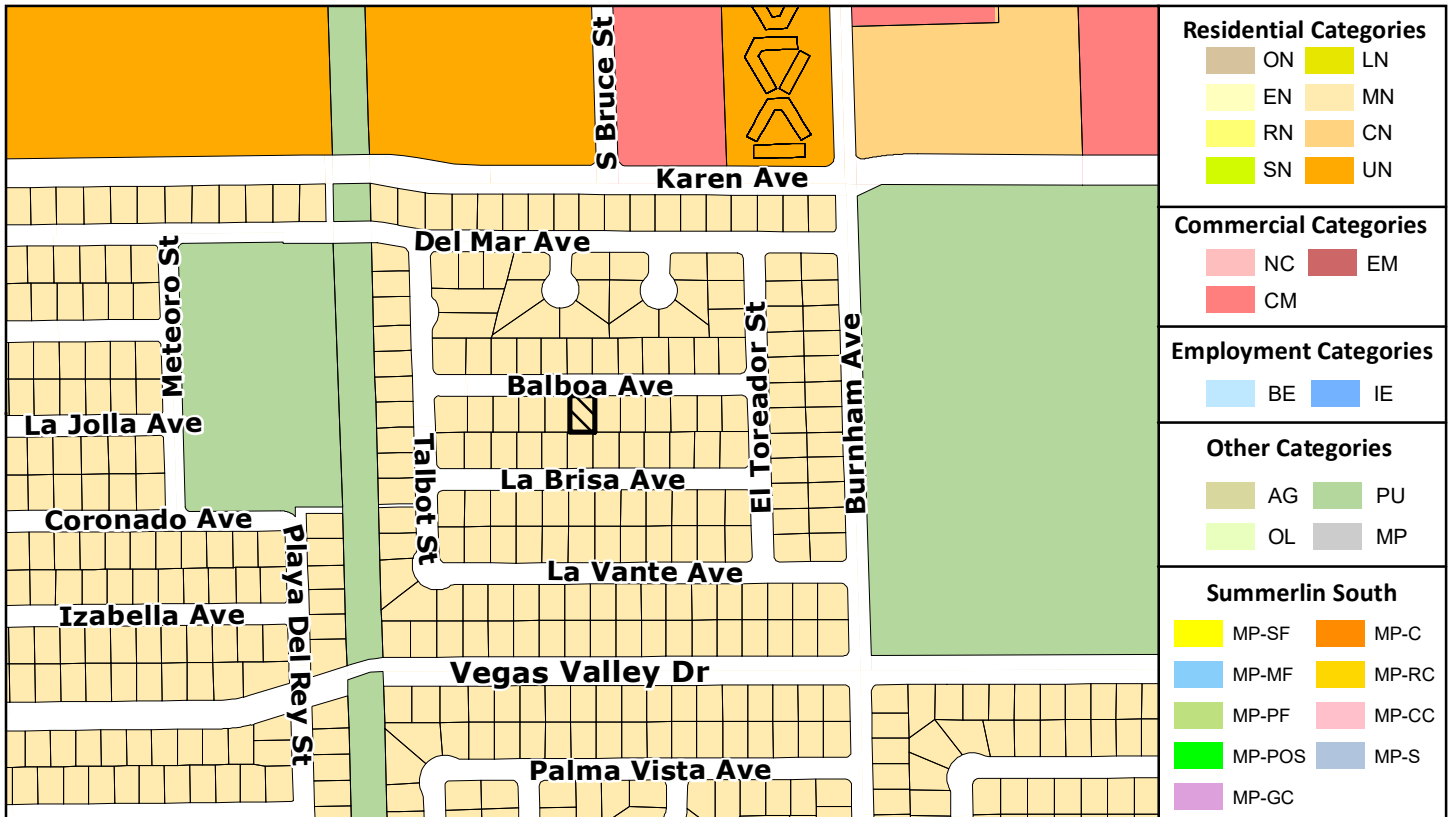 S Bruce St
Karen Ave
Del Mar Ave
Meteoro St
El Toreador St
Burnham Ave
Balboa Ave
La Jolla Ave
Talbot St
La Brisa Ave
Coronado Ave
Playa Del Rey St
La Vante Ave
Izabella Ave
Vegas Valley Dr
Palma Vista Ave
Residential Categories
ON LN
EN MN
RN CN
SN UN
Commercial Categories
NC EM
CM
Employment Categories
BE IE
Other Categories
AG PU
OL MP
Summerlin South
MP-SF MP-C
MP-MF MP-RC
MP-PF MP-CC
MP-POS MP-S
MP-GC